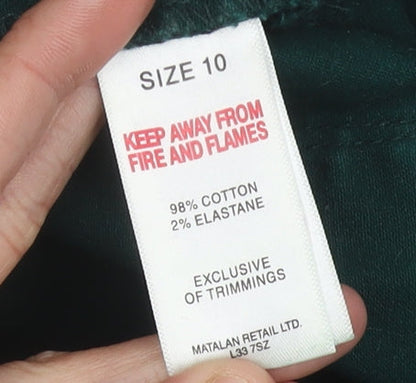 SIZE 10
KEEP AWAY FROM
FIRE AND FLAMES
98% COTTON
2% ELASTANE
EXCLUSIVE
OF TRIMMINGS
MATALAN RETAIL LTD.
L33 7SZ